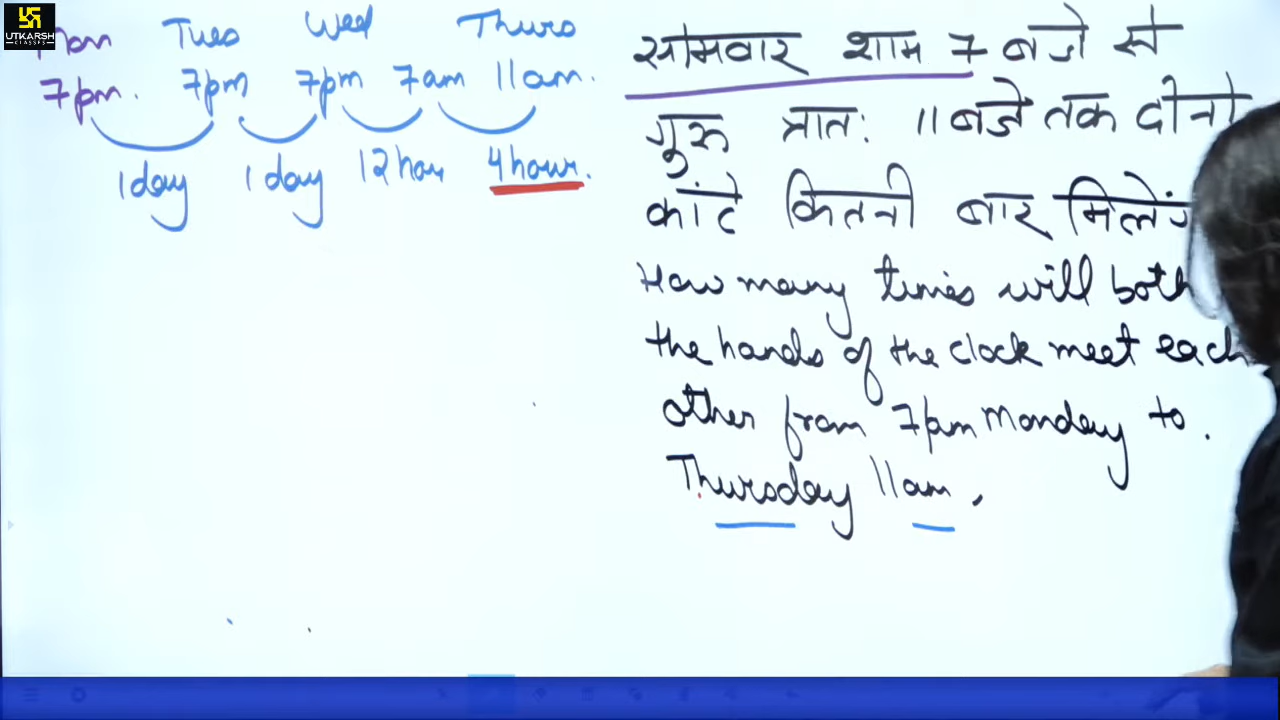 UTKARSH
CLASSES
Mon Tues Wed Thurs
7pm. 7pm 7pm 7am 11am.
1day 1day 12hou 4hour.
सोमवार शाम 7 बजे से
गुरु प्रातः 11 बजे तक दोनो
कांटे कितनी बार मिलेंगे
How many times will both
the hands of the clock meet each
other from 7pm Monday to.
Thursday 11am,